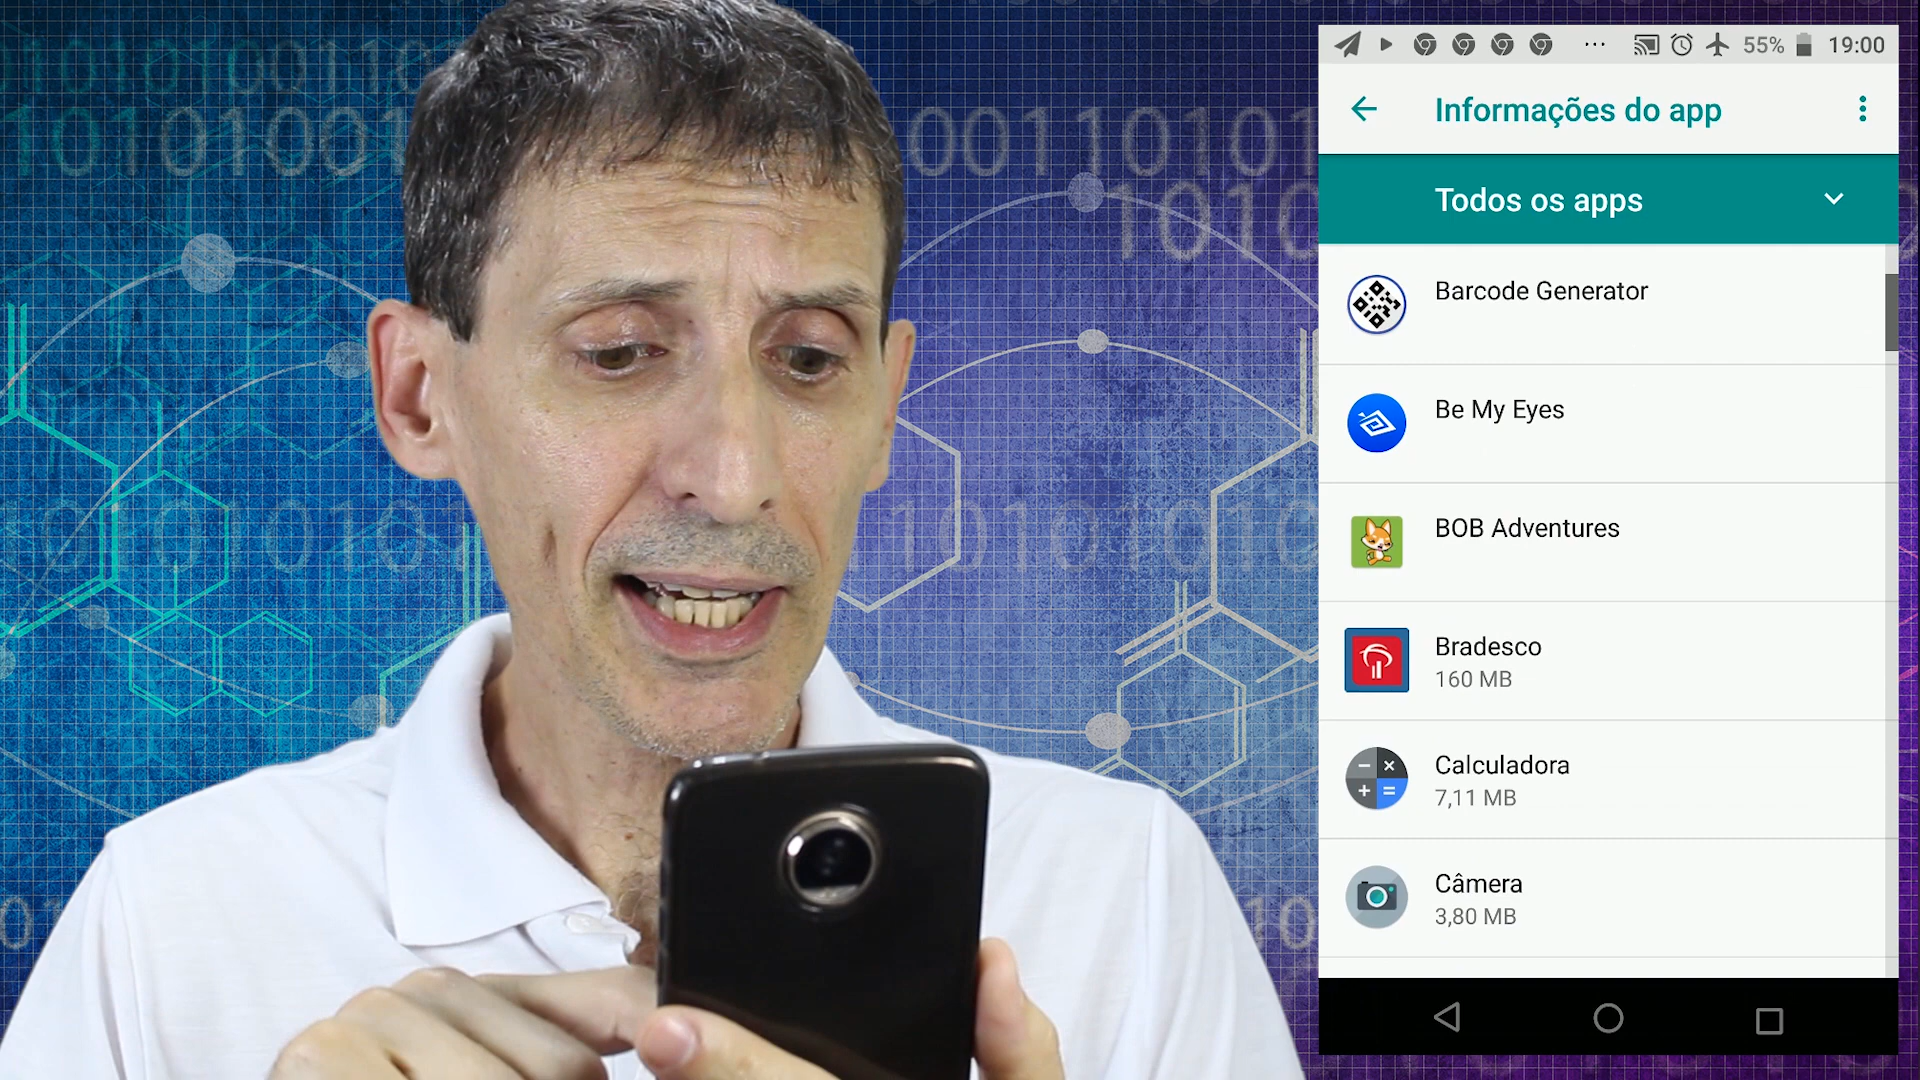 55% 19:00
Informações do app
Todos os apps
Barcode Generator
Be My Eyes
BOB Adventures
Bradesco
160 MB
Calculadora
7,11 MB
Câmera
3,80 MB